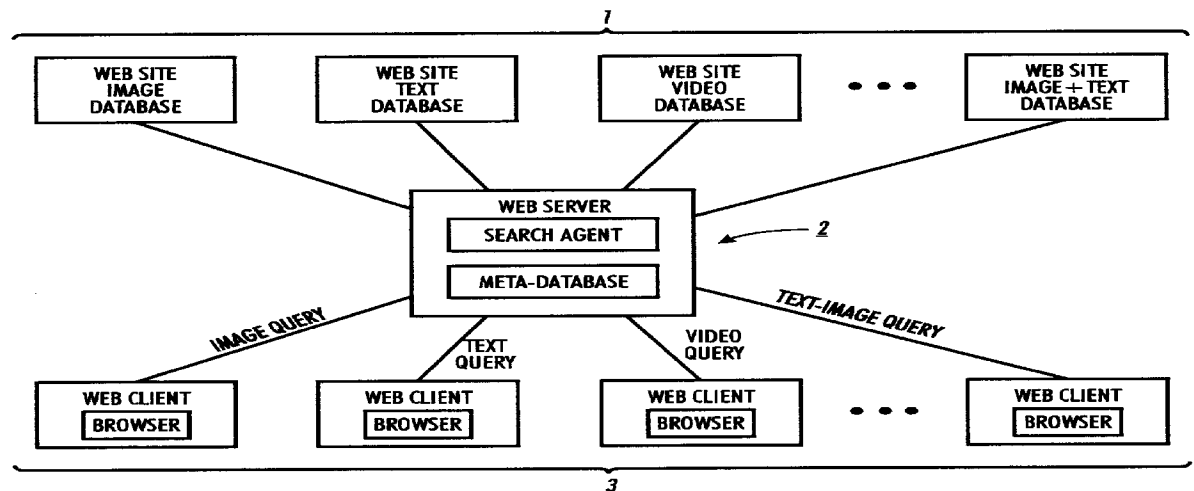 1
WEB SITE
IMAGE
DATABASE
WEB SITE
TEXT
DATABASE
WEB SITE
VIDEO
DATABASE
WEB SITE
IMAGE + TEXT
DATABASE
WEB SERVER
SEARCH AGENT
META-DATABASE
2
IMAGE QUERY
TEXT
QUERY
VIDEO
QUERY
TEXT-IMAGE QUERY
WEB CLIENT
BROWSER
WEB CLIENT
BROWSER
WEB CLIENT
BROWSER
WEB CLIENT
BROWSER
3